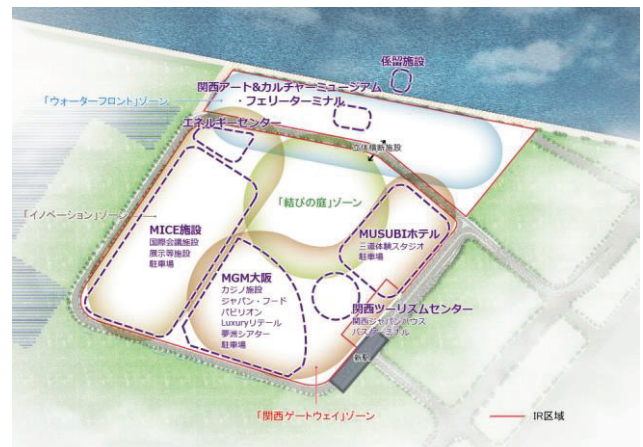 係留施設
関西アート&カルチャーミュージアム
・フェリーターミナル
「ウォーターフロント」ゾーン
エネルギーセンター
立体横断施設
「結びの庭」ゾーン
「イノベーション」ゾーン
MICE施設
国際会議施設
展示等施設
駐車場
MUSUBIホテル
三道体験スタジオ
駐車場
MGM大阪
カジノ施設
ジャパン・フード
パビリオン
Luxuryリテール
夢洲シアター
駐車場
関西ツーリズムセンター
関西ジャパンハウス
バスターミナル
新駅
「関西ゲートウェイ」ゾーン
IR区域